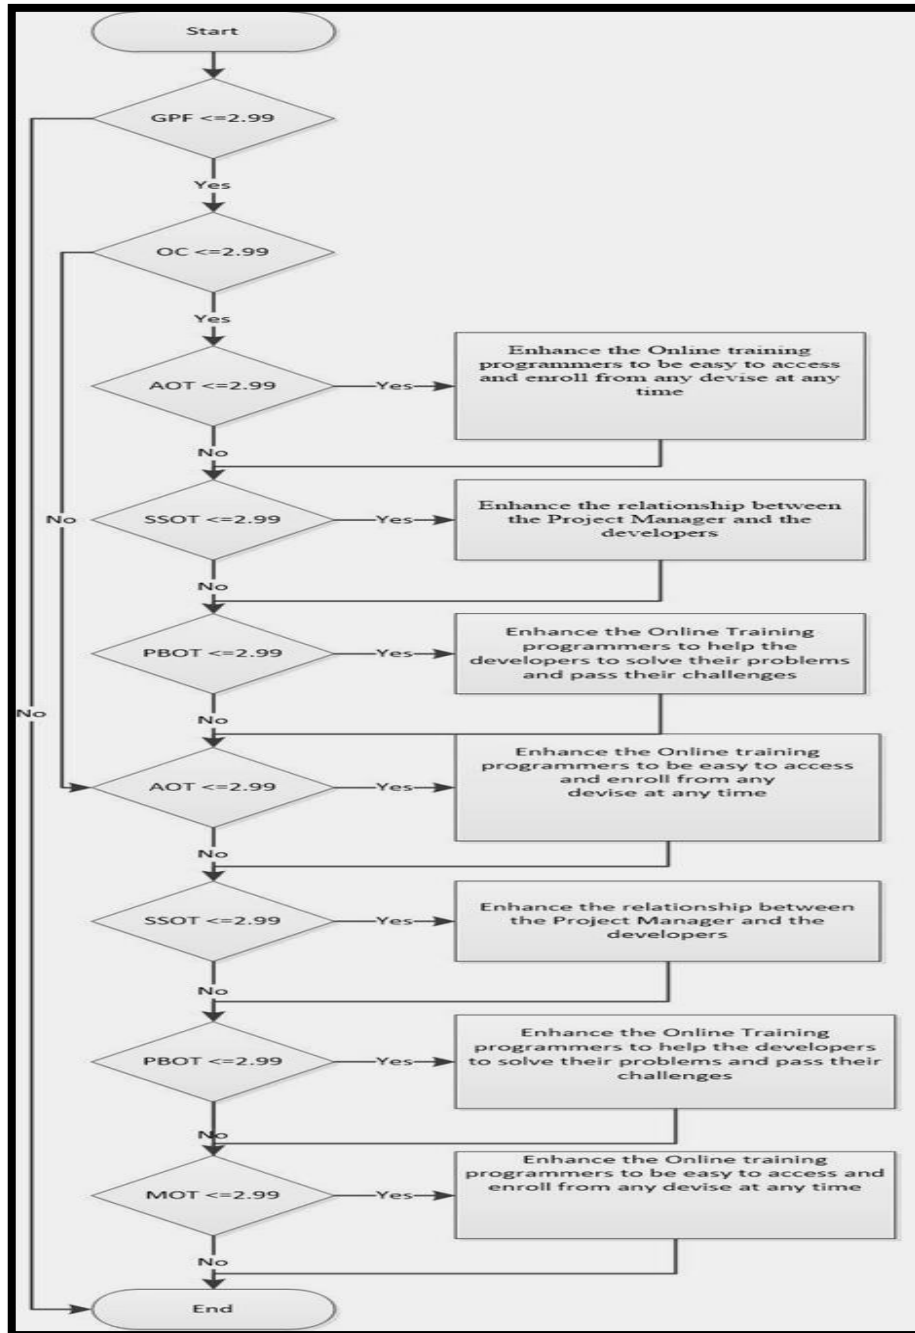 Start
GPF <=2.99
Yes
OC <=2.99
Yes
AOT <=2.99
Yes
Enhance the Online training
programmers to be easy to access
and enroll from any devise at any
time
No
SSOT <=2.99
Yes
Enhance the relationship between
the Project Manager and the
developers
No
No
PBOT <=2.99
Yes
Enhance the Online Training
programmers to help the
developers to solve their problems
and pass their challenges
No
No
AOT <=2.99
Yes
Enhance the Online training
programmers to be easy to access
and enroll from any
devise at any time
No
SSOT <=2.99
Yes
Enhance the relationship between
the Project Manager and the
developers
No
PBOT <=2.99
Yes
Enhance the Online Training
programmers to help the developers
to solve their problems and pass their
challenges
No
MOT <=2.99
Yes
Enhance the Online training
programmers to be easy to access and
enroll from any devise at any time
No
End